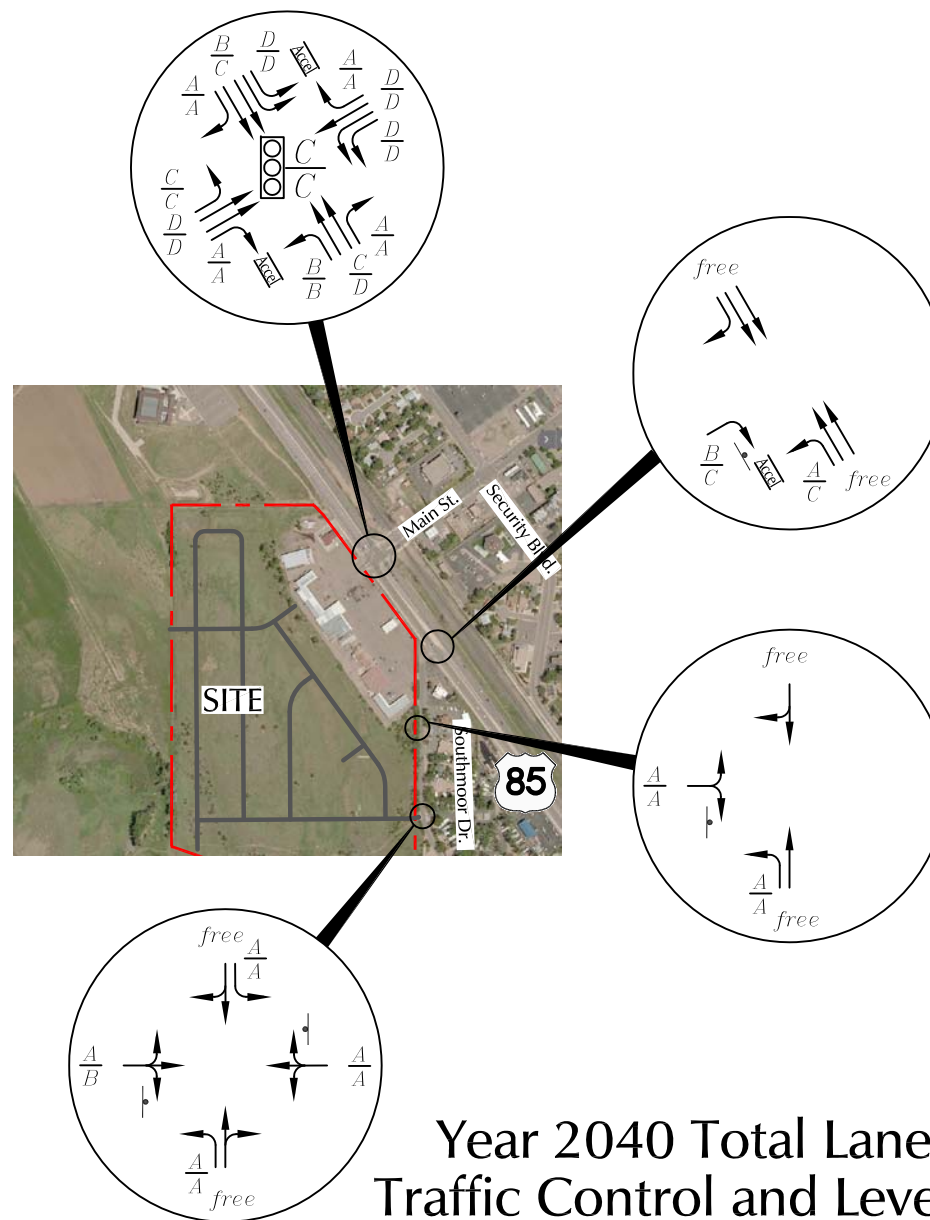 B D
C D
Accel
A
A
A
A
D
D
D
D
C
C
C
C
D
D
A
A
Accel
B
B
C
D
A
A
free
B
C
Accel
A
C
free
Main St.
Security Blvd.
SITE
85
Southmoor Dr.
free
A
A
A
A
free
free
A
A
A
B
A
A
A
A
free
Year 2040 Total Lane
Traffic Control and Leve